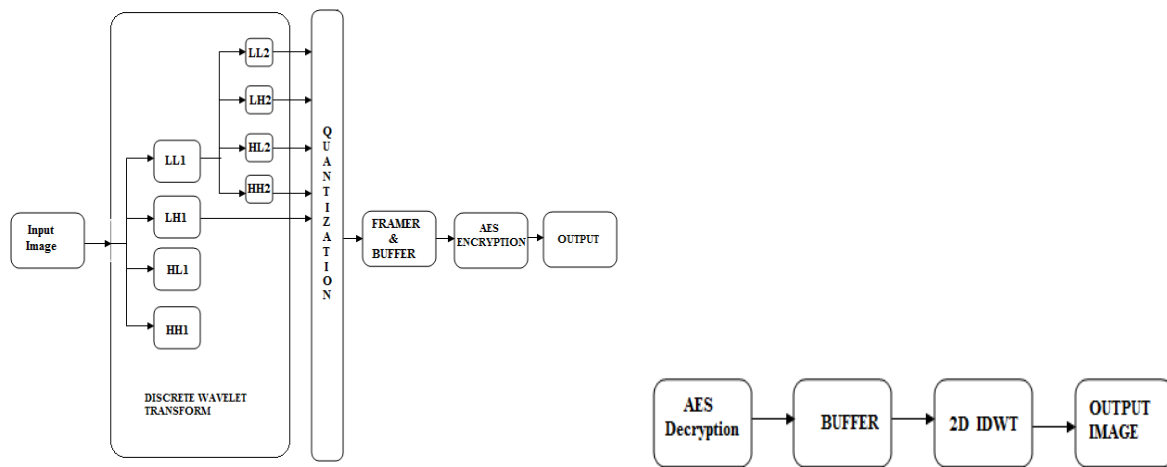 Input
Image
LL1
LH1
HL1
HH1
LL2
LH2
HL2
HH2
DISCRETE WAVELET
TRANSFORM
QUANTIZATION
FRAMER
&
BUFFER
AES
ENCRYPTION
OUTPUT
AES
Decryption
BUFFER
2D IDWT
OUTPUT
IMAGE